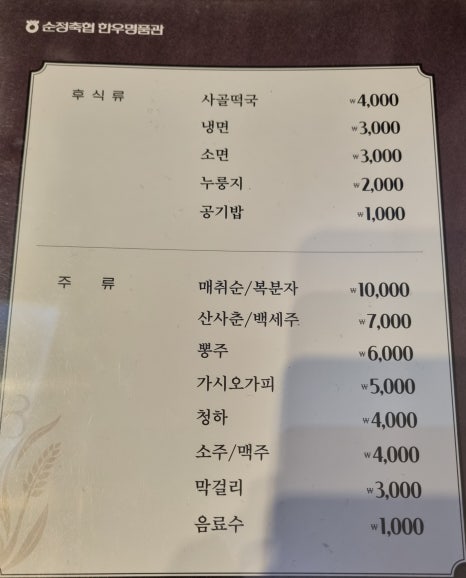 순정축협 한우명품관
후식류
사골떡국 ₩4,000
냉면 ₩3,000
소면 ₩3,000
누룽지 ₩2,000
공기밥 ₩1,000
주류
매취순/복분자 ₩10,000
산사춘/백세주 ₩7,000
뽕주 ₩6,000
가시오가피 ₩5,000
청하 ₩4,000
소주/맥주 ₩4,000
막걸리 ₩3,000
음료수 ₩1,000